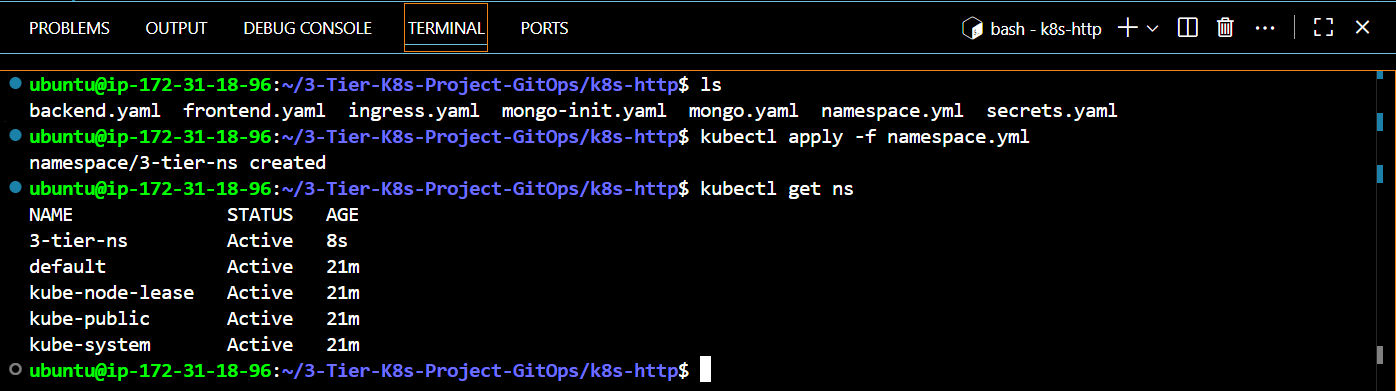 PROBLEMS OUTPUT DEBUG CONSOLE TERMINAL PORTS bash - k8s-http
ubuntu@ip-172-31-18-96:~/3-Tier-K8s-Project-GitOps/k8s-http$ ls
backend.yaml  frontend.yaml  ingress.yaml  mongo-init.yaml  mongo.yaml  namespace.yml  secrets.yaml
ubuntu@ip-172-31-18-96:~/3-Tier-K8s-Project-GitOps/k8s-http$ kubectl apply -f namespace.yml
namespace/3-tier-ns created
ubuntu@ip-172-31-18-96:~/3-Tier-K8s-Project-GitOps/k8s-http$ kubectl get ns
NAME              STATUS   AGE
3-tier-ns         Active   8s
default           Active   21m
kube-node-lease   Active   21m
kube-public       Active   21m
kube-system       Active   21m
ubuntu@ip-172-31-18-96:~/3-Tier-K8s-Project-GitOps/k8s-http$